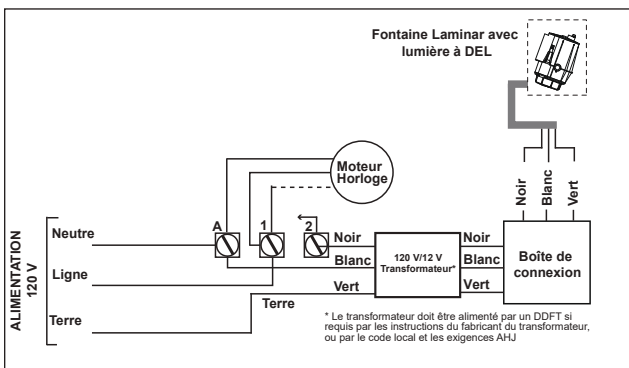 Fontaine Laminar avec
lumière à DEL
Moteur
Horloge
Noir
Blanc
Vert
ALIMENTATION
120 V
Neutre
Ligne
Terre
A
1
2
Noir
Blanc
Vert
Terre
120 V/12 V
Transformateur*
Noir
Blanc
Vert
Boîte de
connexion
* Le transformateur doit être alimenté par un DDFT si
requis par les instructions du fabricant du transformateur,
ou par le code local et les exigences AHJ